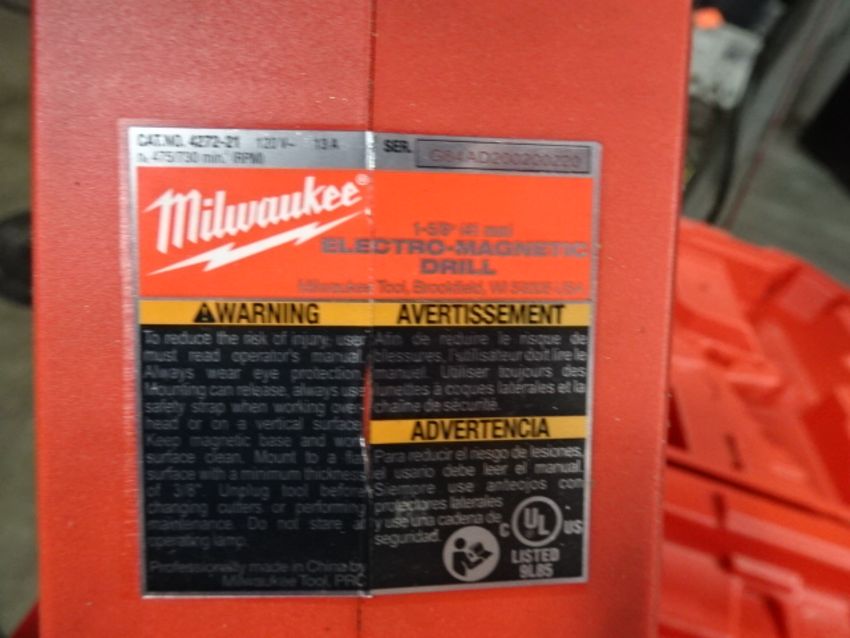 CAT.NO. 4272-21 120 V~ 13 A
n₀ 475/730 min. (RPM)
SER. G64AD200200220
Milwaukee®
1-5/8" (41 mm)
ELECTRO-MAGNETIC
DRILL
Milwaukee Tool, Brookfield, WI 53005 USA
WARNING
To reduce the risk of injury, user
must read operator's manual.
Always wear eye protection.
Mounting can release, always use
safety strap when working over-
head or on a vertical surface.
Keep magnetic base and work
surface clean. Mount to a flat
surface with a minimum thickness
of 3/8". Unplug tool before
changing cutters or performing
maintenance. Do not stare at
operating lamp.
Professionally made in China by
Milwaukee Tool, PRC
AVERTISSEMENT
Afin de reduire le risque de
blessures, l'utilisateur doit lire le
manuel. Utiliser toujours des
lunettes à coques latérales et la
chaîne de sécurité.
ADVERTENCIA
Para reducir el riesgo de lesiones,
el usario debe leer el manual.
Siempre use anteojos con
protectores laterales
y use una cadena de
seguridad.
C UL US
LISTED
9L85